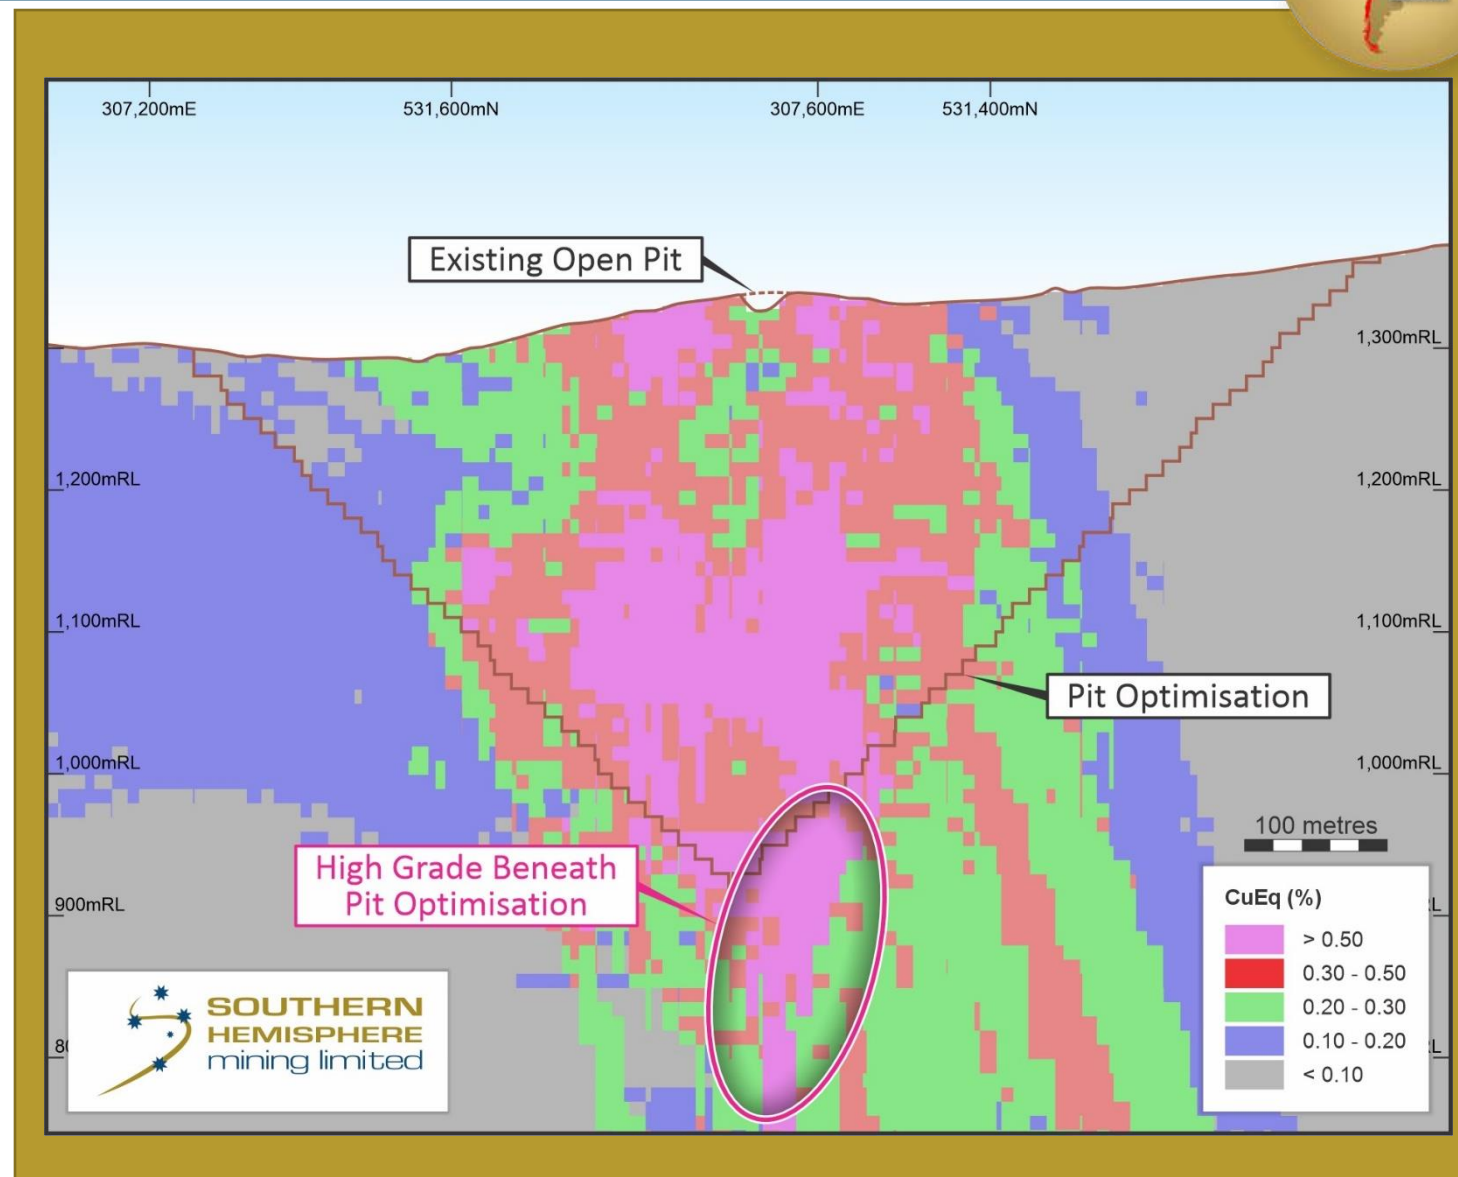 307,200mE
531,600mN
307,600mE
531,400mN
Existing Open Pit
1,300mRL
1,200mRL
1,200mRL
1,100mRL
1,100mRL
Pit Optimisation
1,000mRL
1,000mRL
100 metres
High Grade Beneath
Pit Optimisation
900mRL
CuEq (%)
> 0.50
0.30 - 0.50
0.20 - 0.30
0.10 - 0.20
< 0.10
SOUTHERN
HEMISPHERE
mining limited